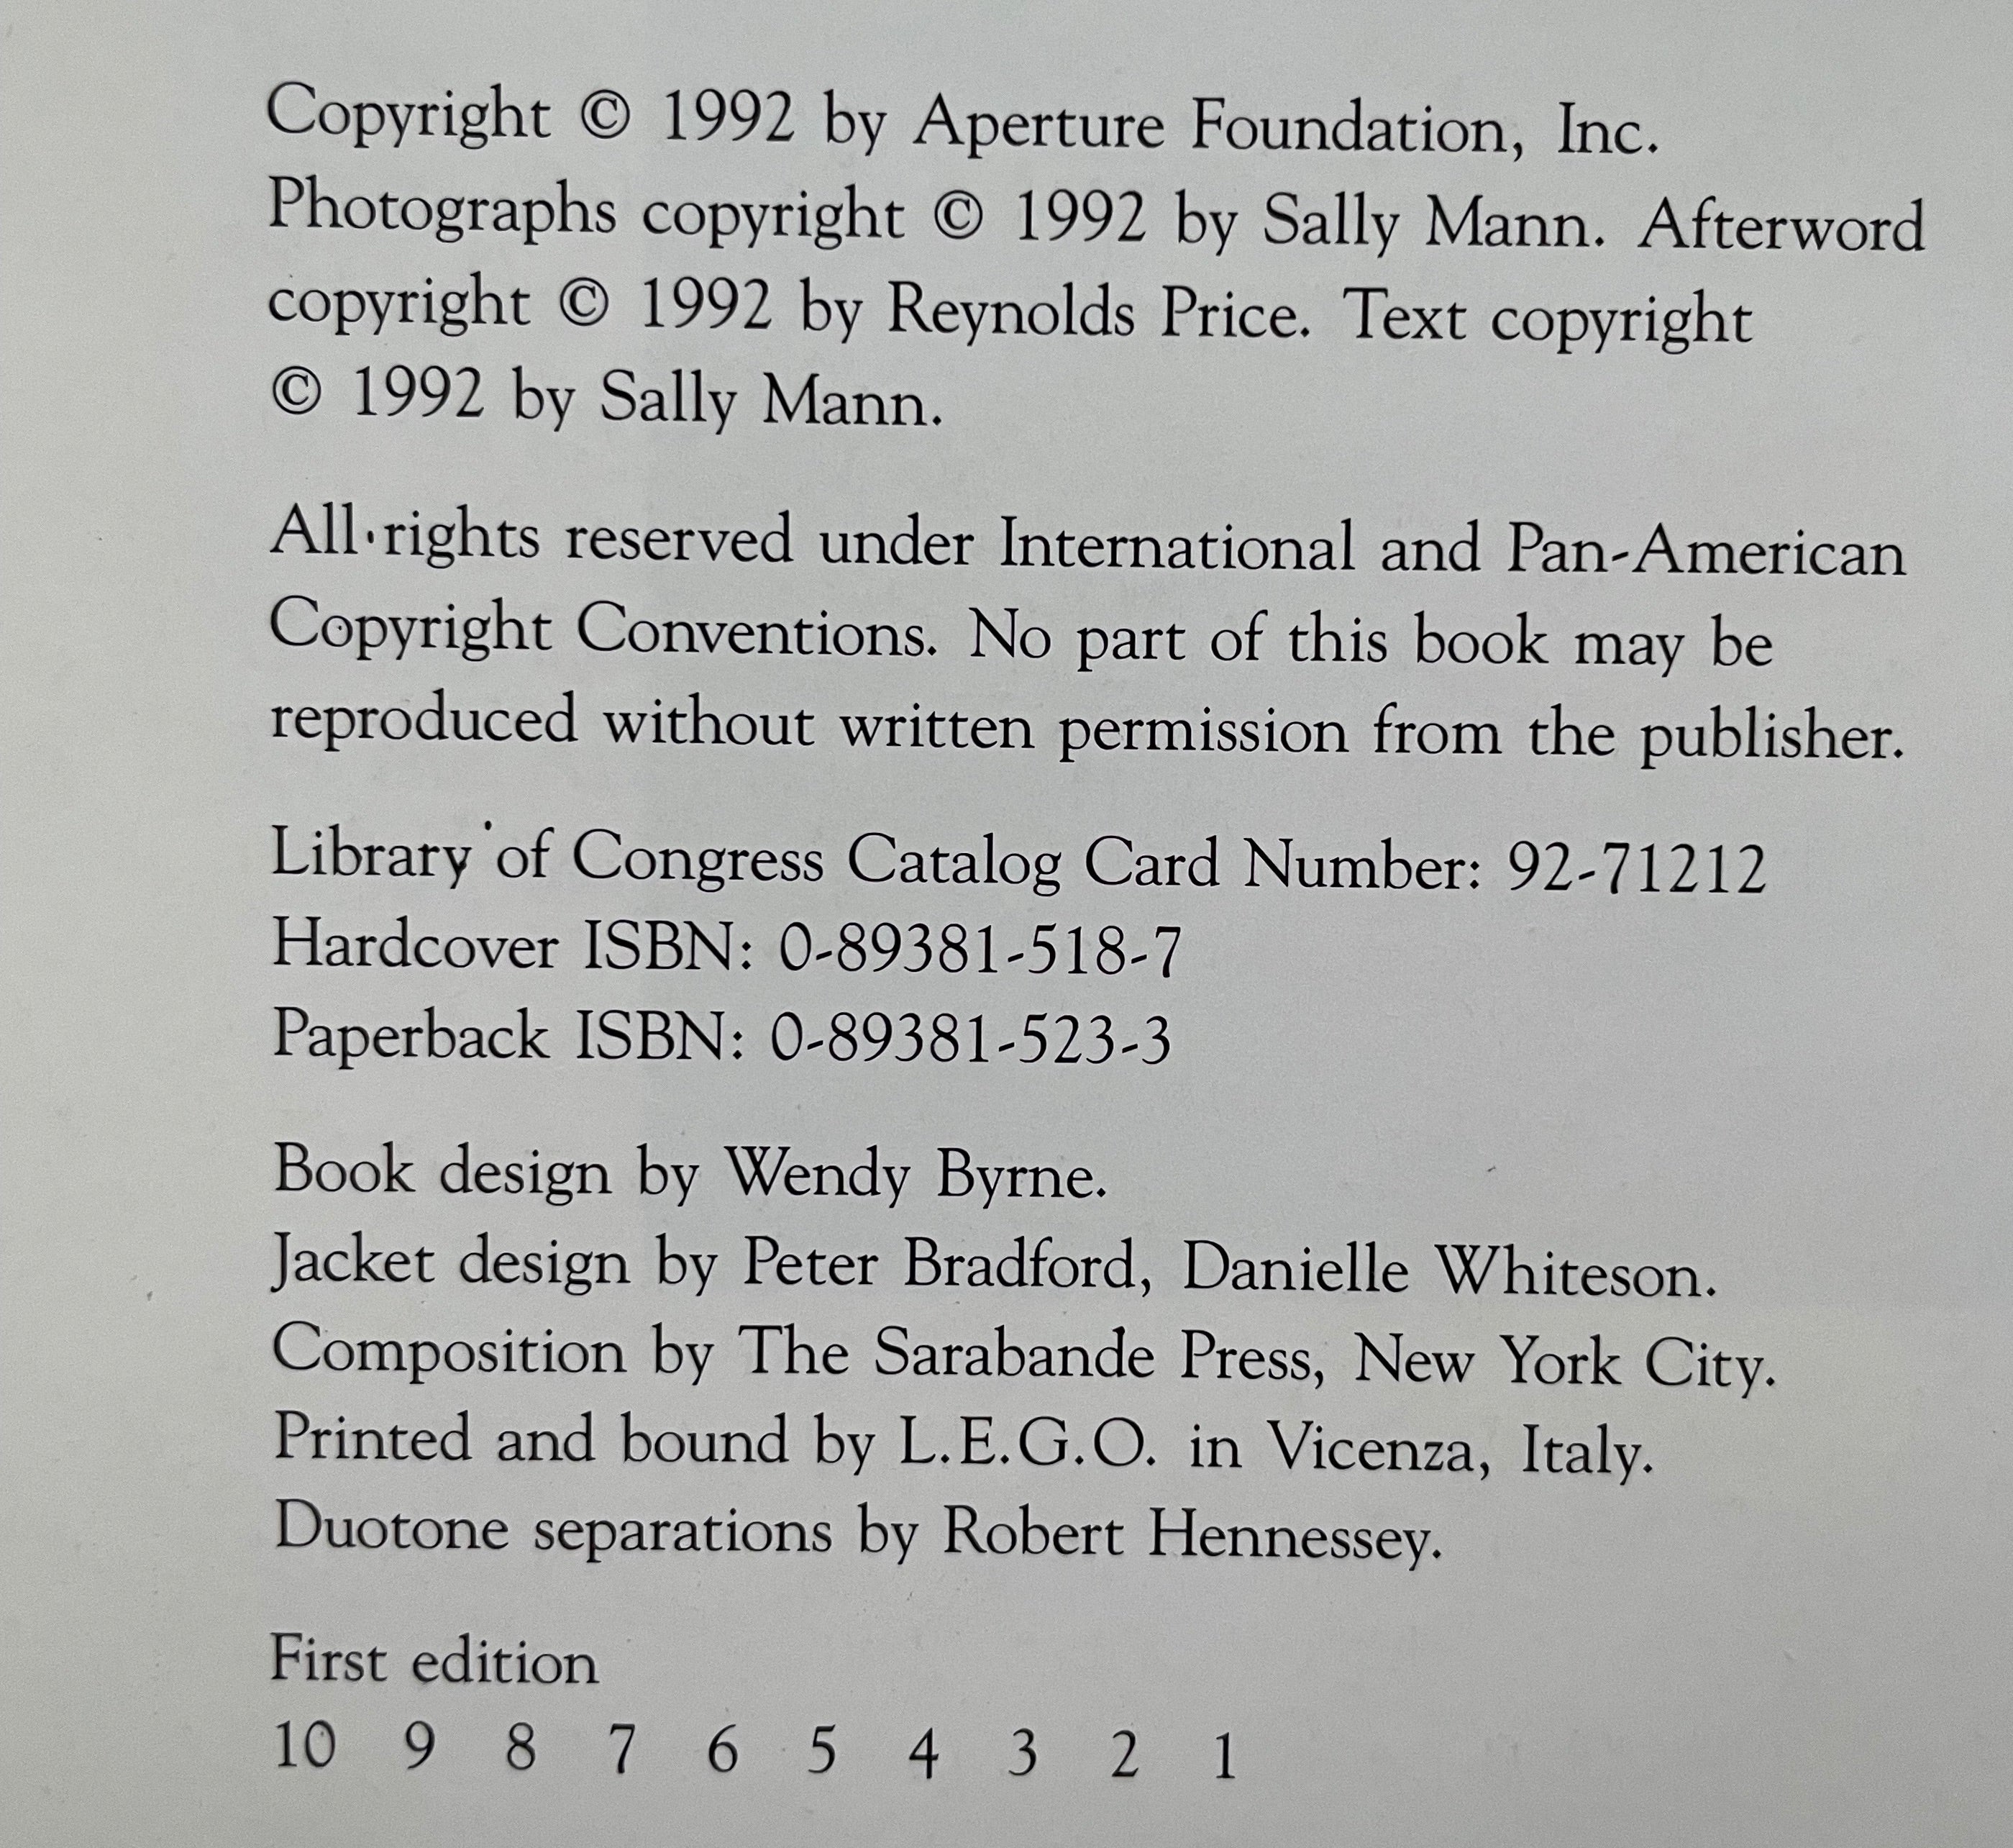 Copyright © 1992 by Aperture Foundation, Inc.
Photographs copyright © 1992 by Sally Mann. Afterword
copyright © 1992 by Reynolds Price. Text copyright
© 1992 by Sally Mann.
All rights reserved under International and Pan-American
Copyright Conventions. No part of this book may be
reproduced without written permission from the publisher.
Library of Congress Catalog Card Number: 92-71212
Hardcover ISBN: 0-89381-518-7
Paperback ISBN: 0-89381-523-3
Book design by Wendy Byrne.
Jacket design by Peter Bradford, Danielle Whiteson.
Composition by The Sarabande Press, New York City.
Printed and bound by L.E.G.O. in Vicenza, Italy.
Duotone separations by Robert Hennessey.
First edition
10 9 8 7 6 5 4 3 2 1